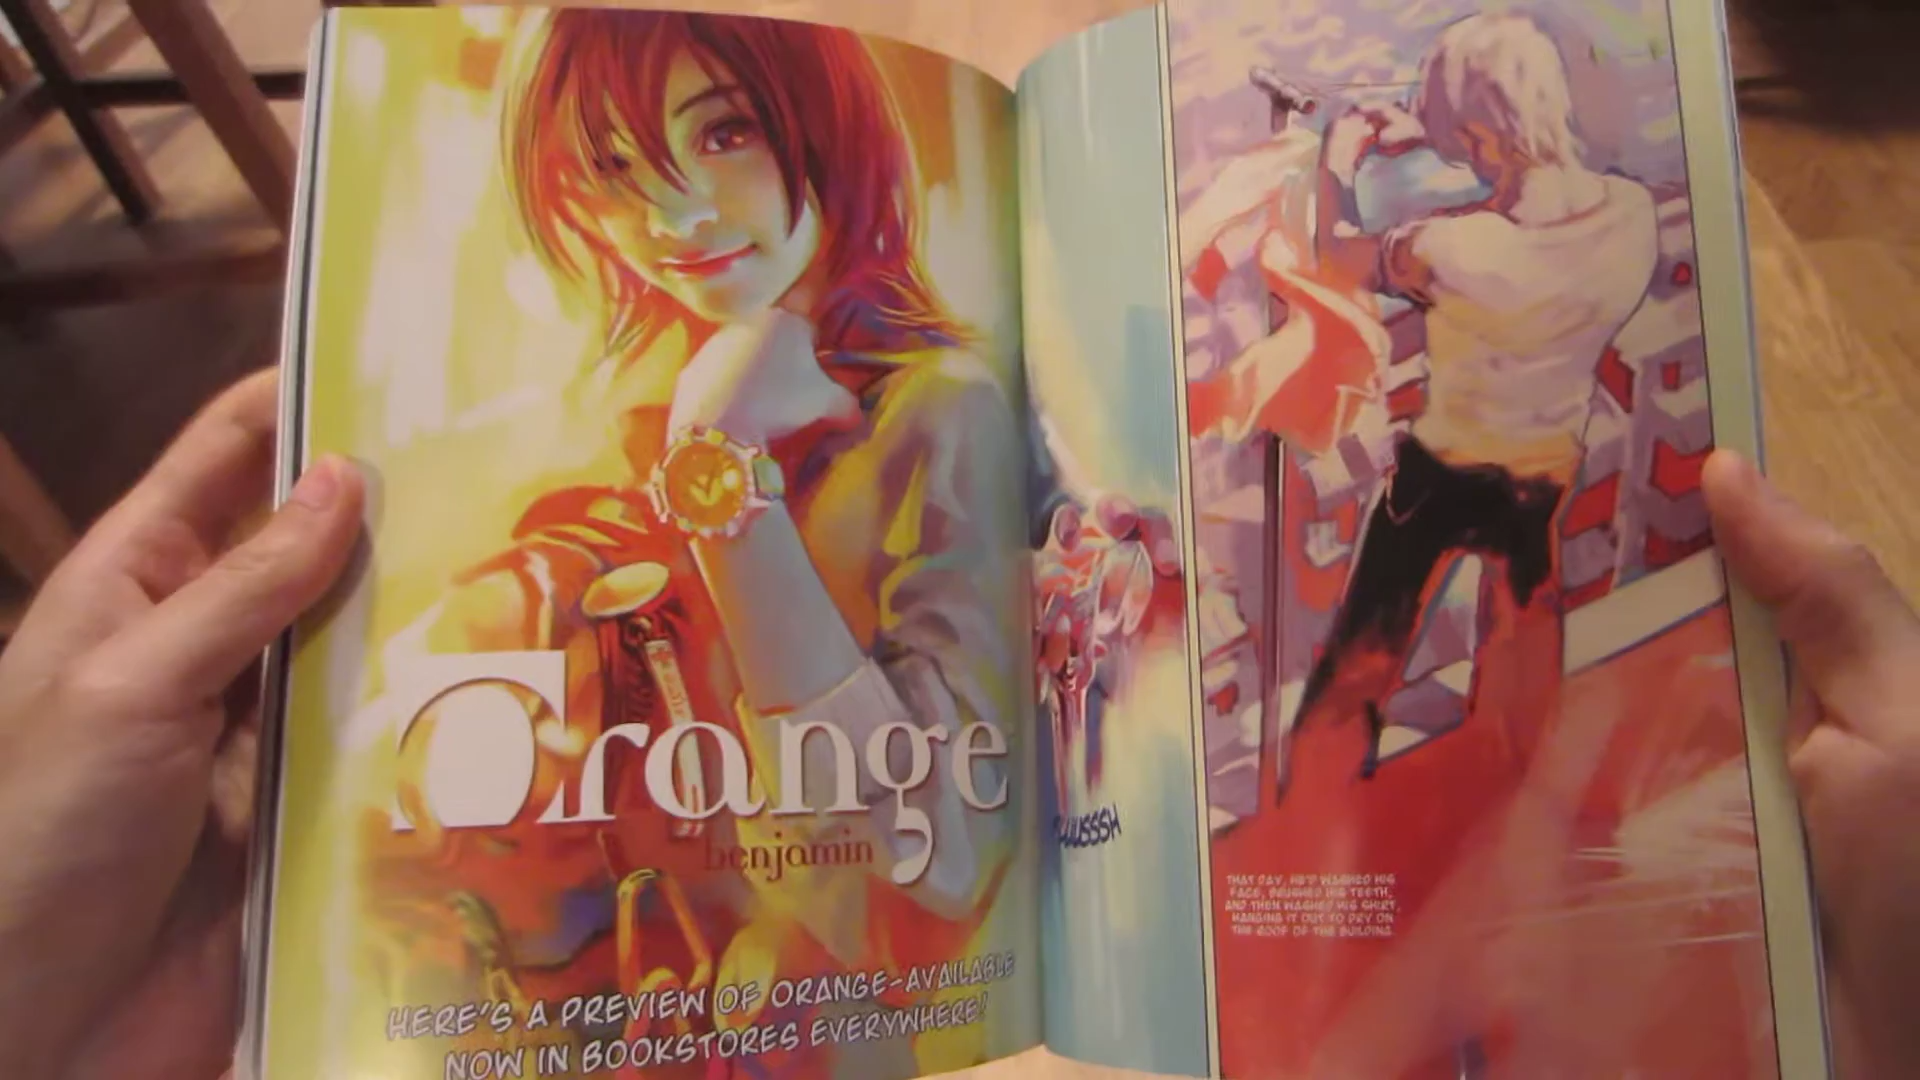 Orange
benjamin
HERE'S A PREVIEW OF ORANGE-AVAILABLE
NOW IN BOOKSTORES EVERYWHERE!
THAT DAY, HE'D WASHED HIS
FACE, BRUSHED HIS TEETH,
AND THEN WASHED HIS SHIRT,
HANGING IT OUT TO DRY ON
THE ROOF OF THE BUILDING.